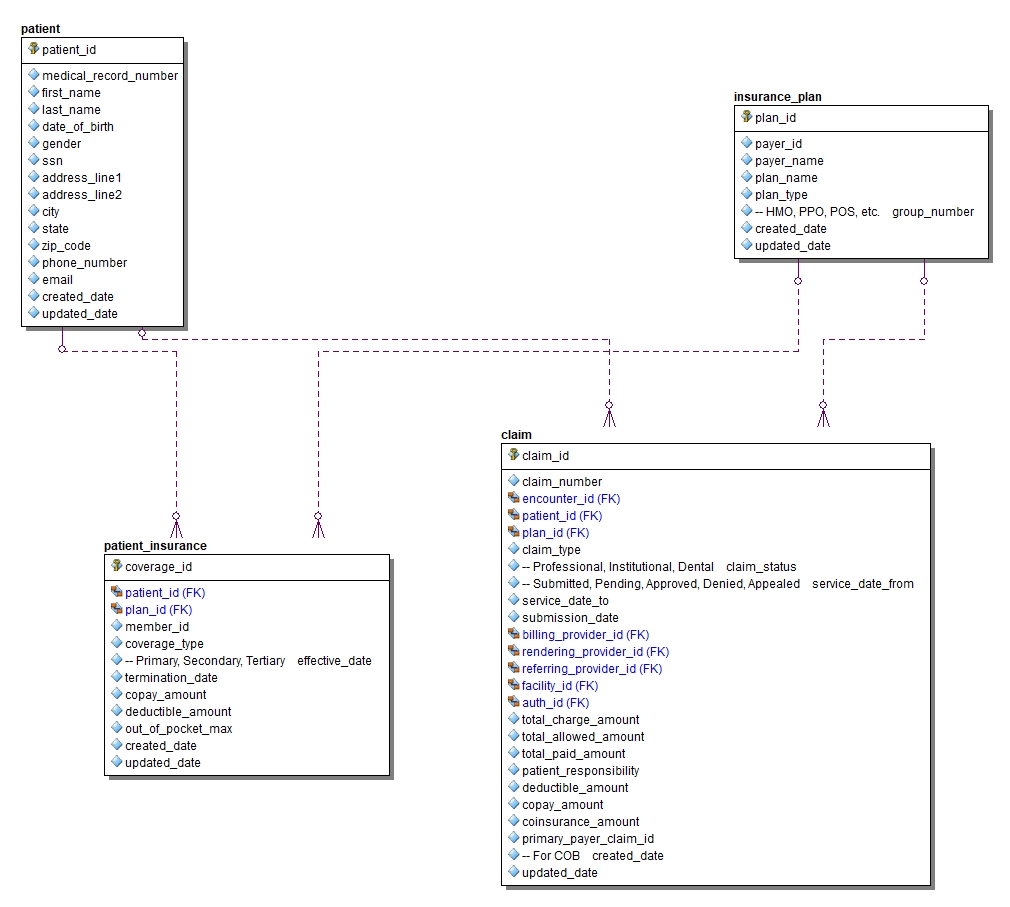 patient
patient_id
medical_record_number
first_name
last_name
date_of_birth
gender
ssn
address_line1
address_line2
city
state
zip_code
phone_number
email
created_date
updated_date
insurance_plan
plan_id
payer_id
payer_name
plan_name
plan_type
-- HMO, PPO, POS, etc. group_number
created_date
updated_date
patient_insurance
coverage_id
patient_id (FK)
plan_id (FK)
member_id
coverage_type
-- Primary, Secondary, Tertiary effective_date
termination_date
copay_amount
deductible_amount
out_of_pocket_max
created_date
updated_date
claim
claim_id
claim_number
encounter_id (FK)
patient_id (FK)
plan_id (FK)
claim_type
-- Professional, Institutional, Dental claim_status
-- Submitted, Pending, Approved, Denied, Appealed service_date_from
service_date_to
submission_date
billing_provider_id (FK)
rendering_provider_id (FK)
referring_provider_id (FK)
facility_id (FK)
auth_id (FK)
total_charge_amount
total_allowed_amount
total_paid_amount
patient_responsibility
deductible_amount
copay_amount
coinsurance_amount
primary_payer_claim_id
-- For COB created_date
updated_date